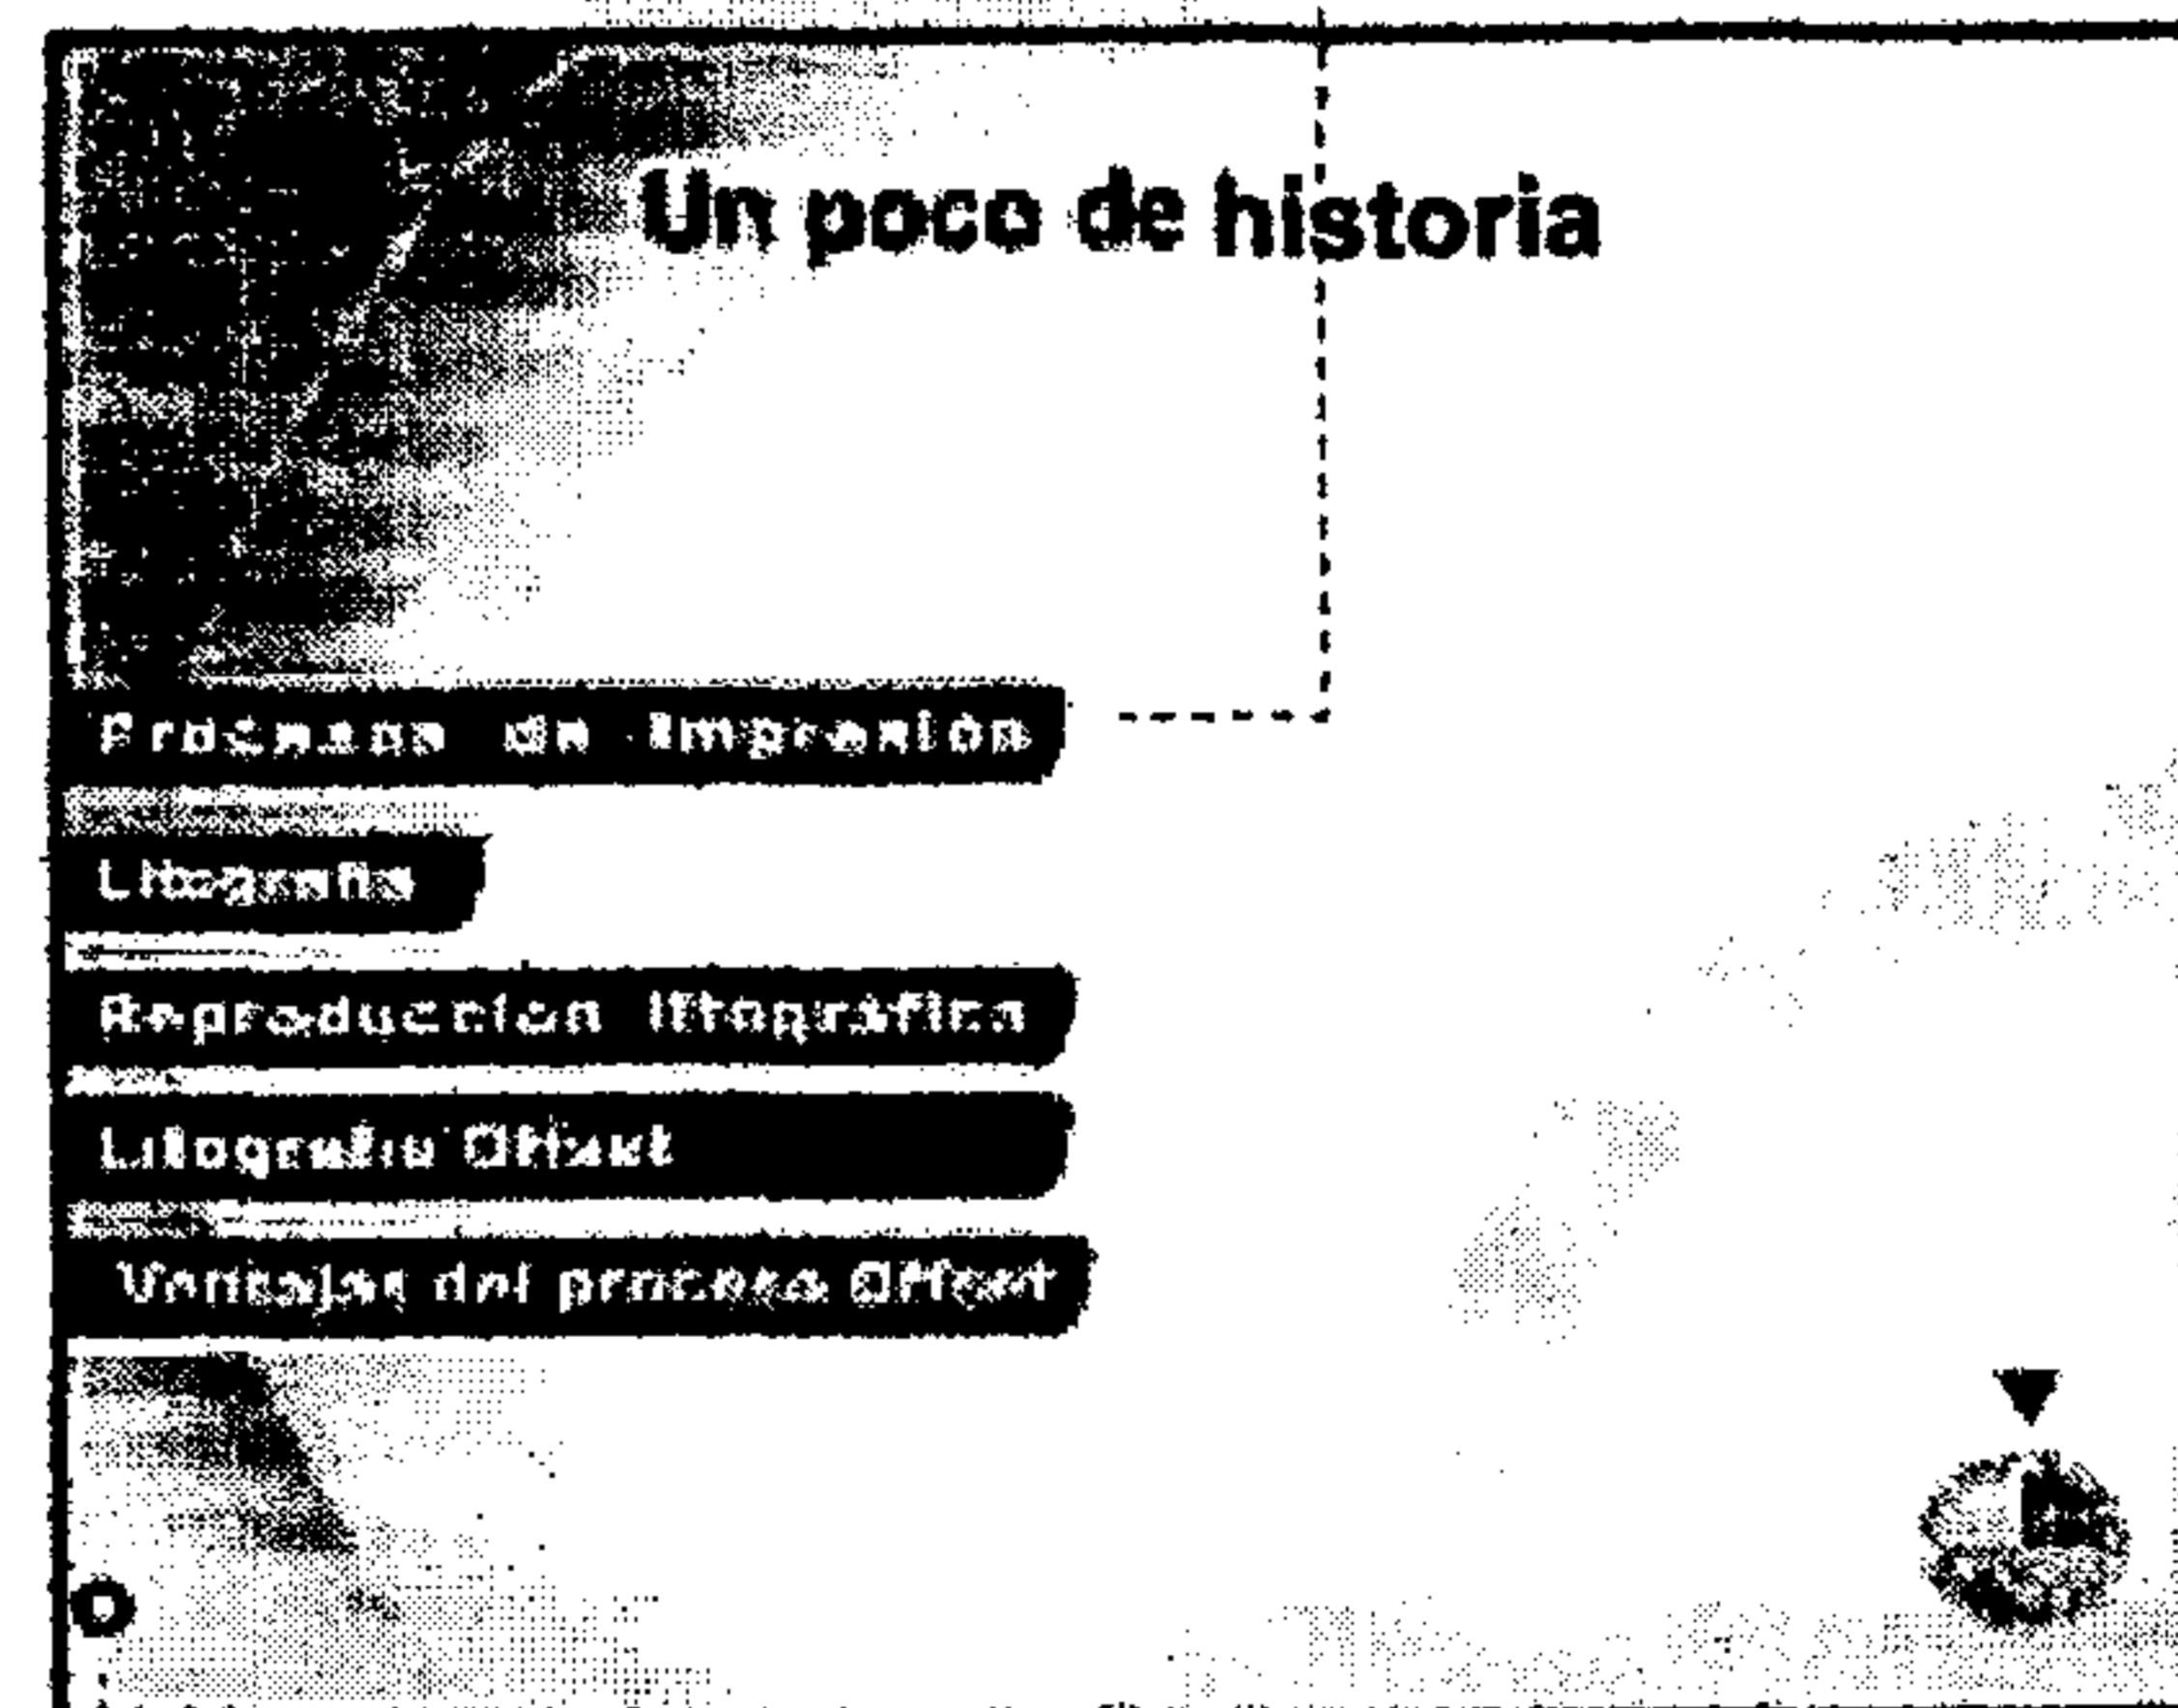 Un poco de historia
Procesos de Impresión
Litografía
Reproducción litográfica
Litografía Offset
Ventajas del proceso Offset